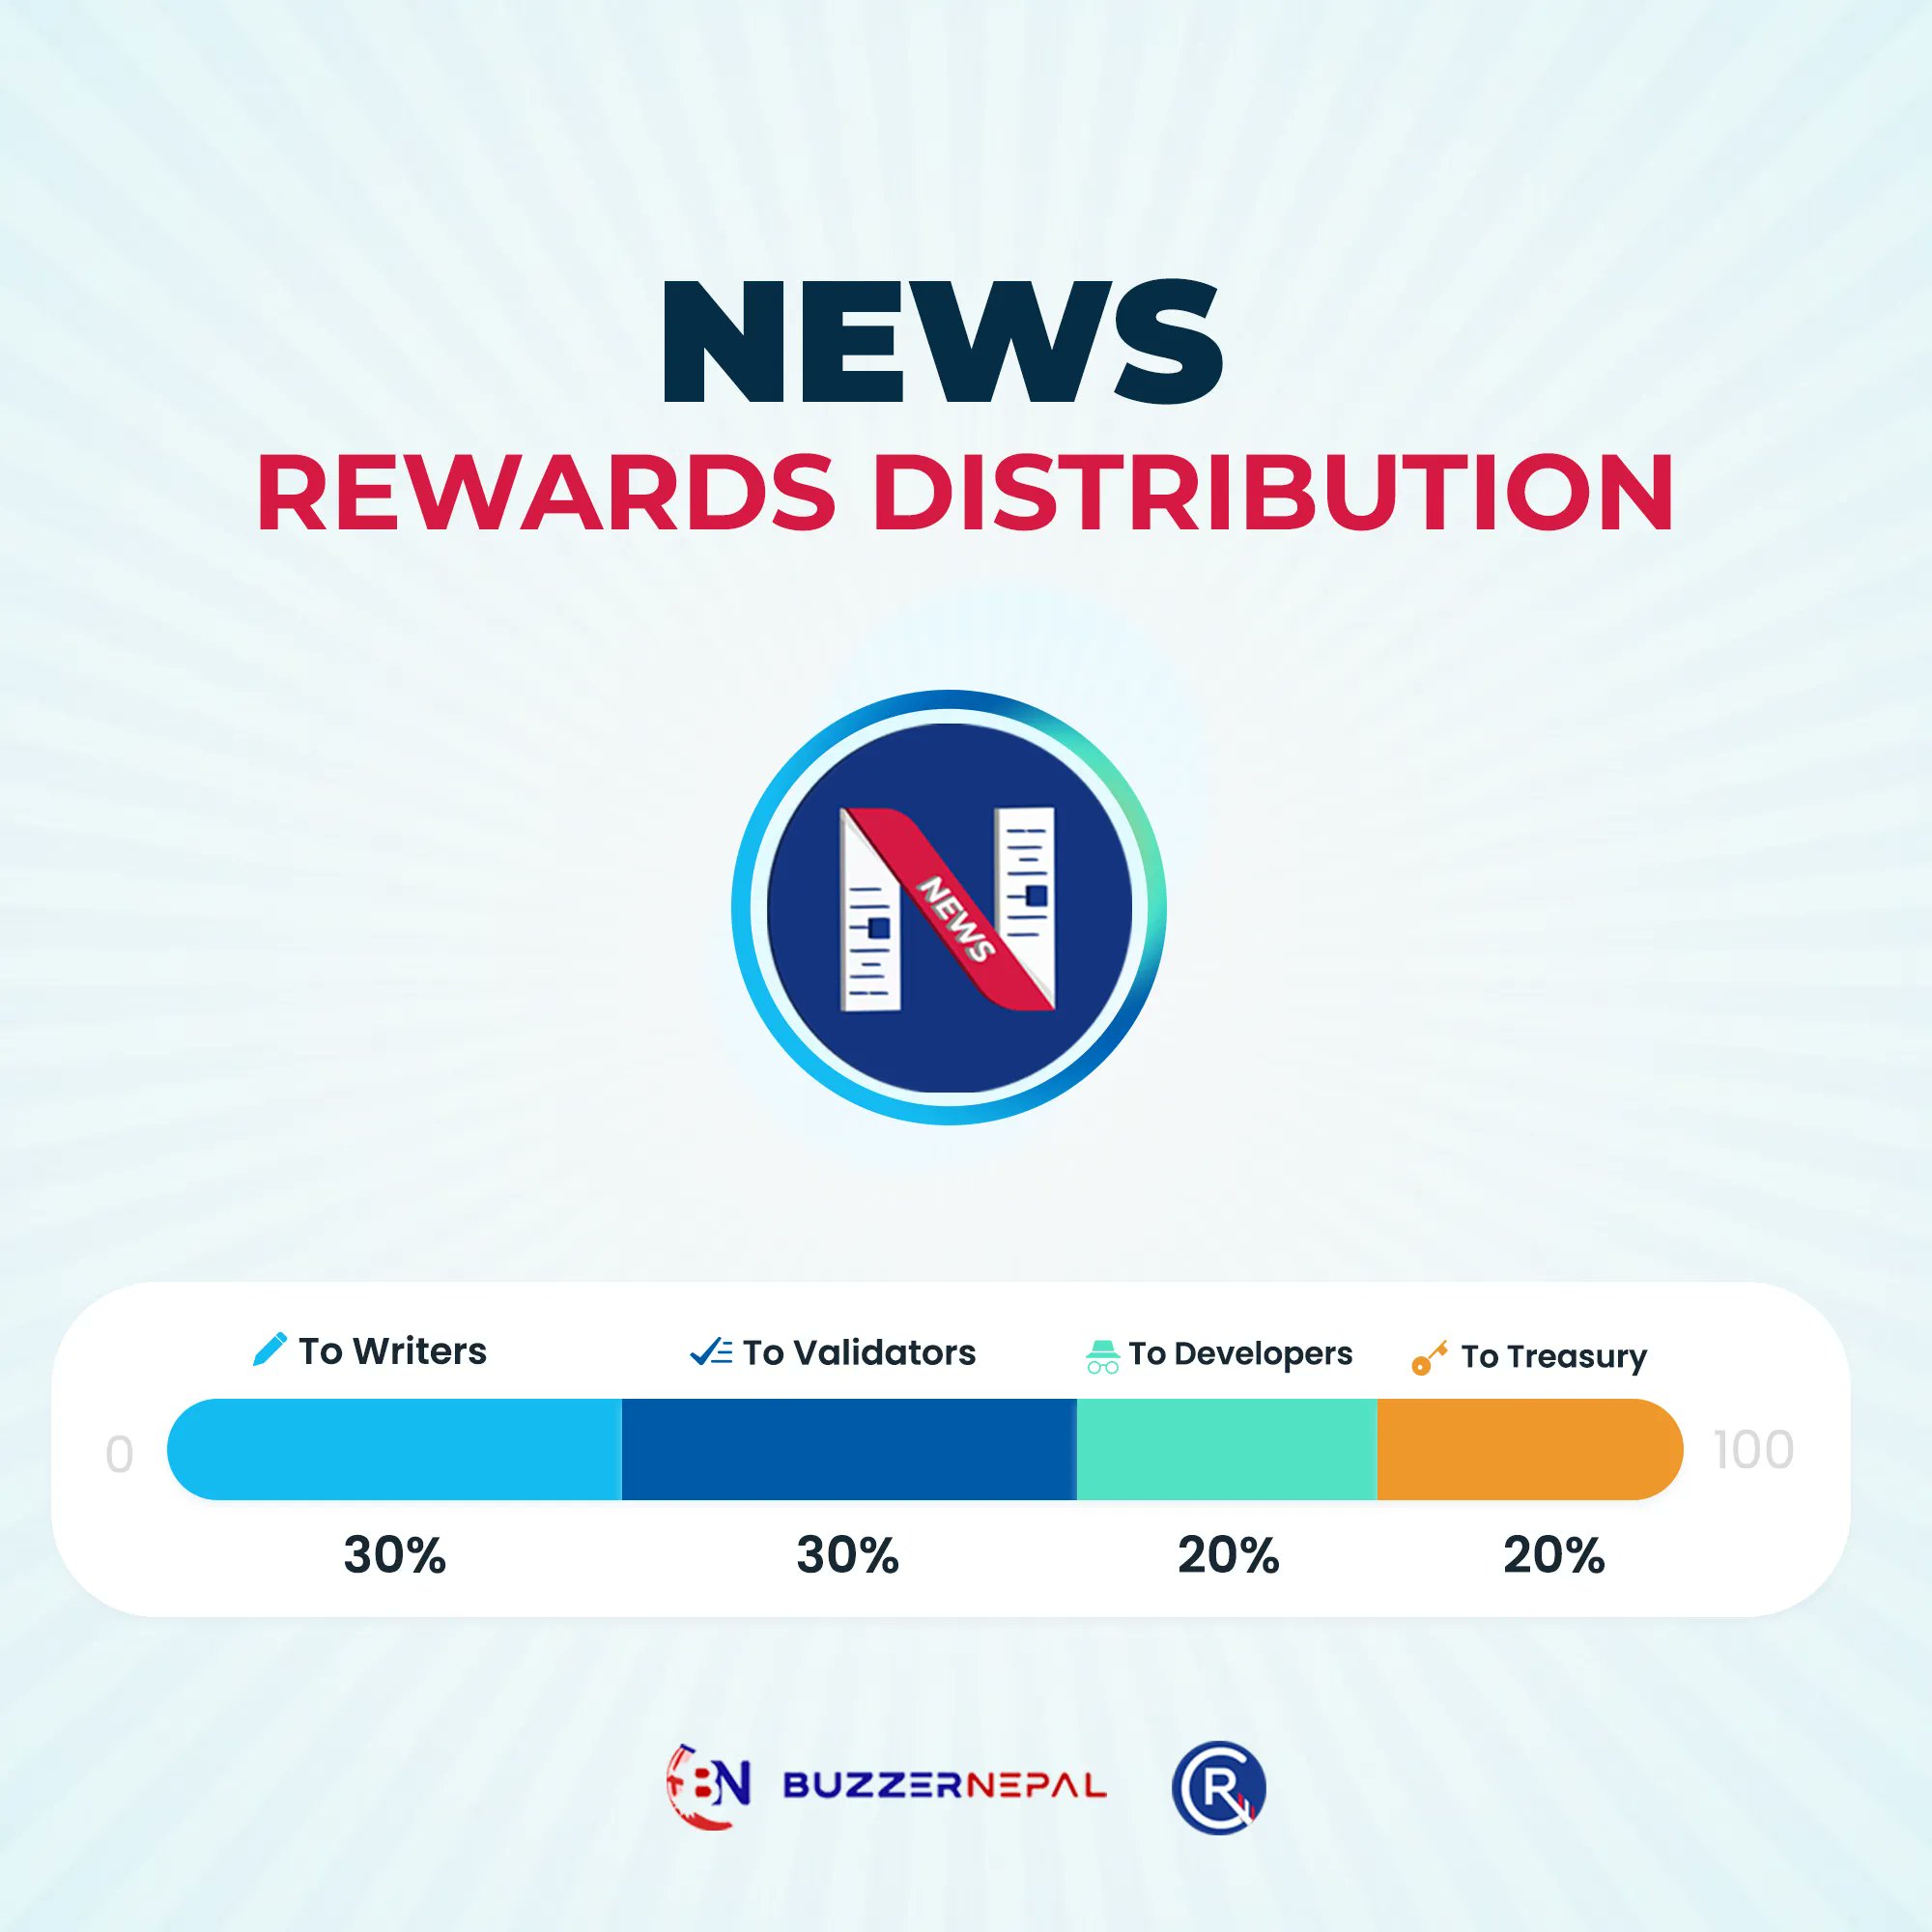 NEWS
REWARDS DISTRIBUTION
NEWS
To Writers To Validators To Developers To Treasury
0 100
30% 30% 20% 20%
BN BUZZERNEPAL R